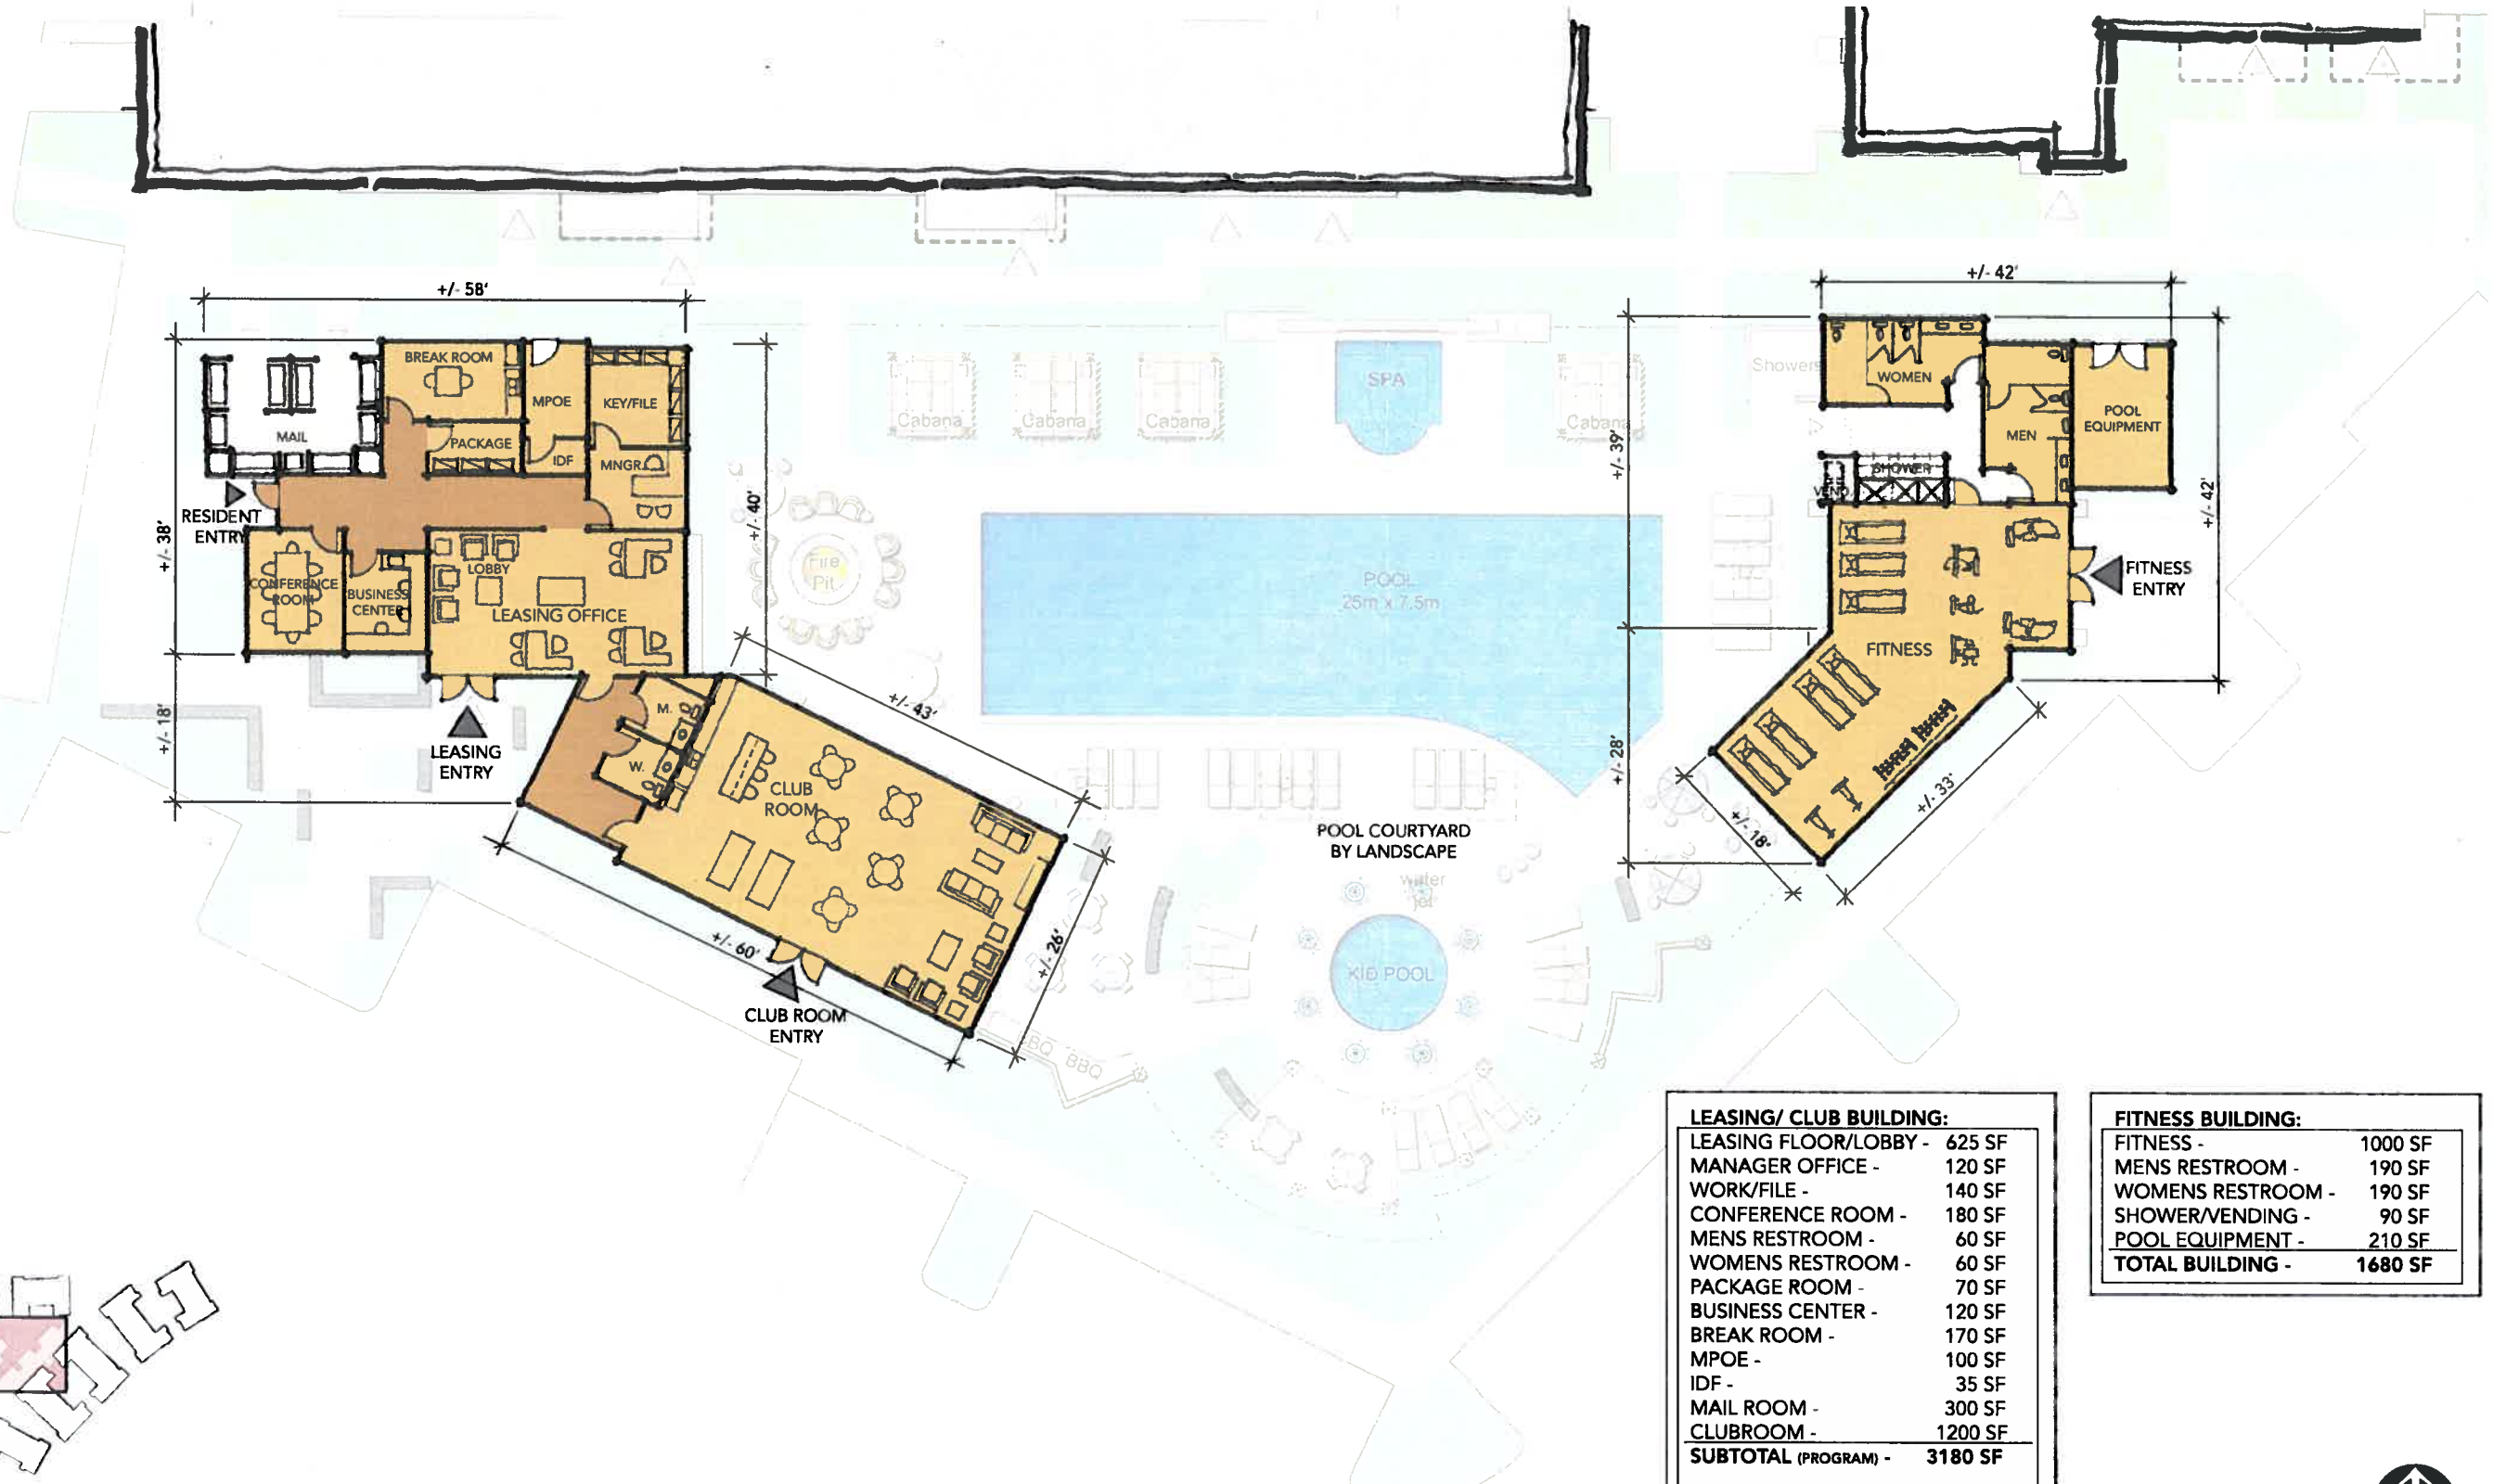 +/- 58'
+/- 42'
BREAK ROOM
MPOE
KEY/FILE
MAIL
PACKAGE
IDF
MNGR.
RESIDENT
ENTRY
+/- 38'
+/- 40'
CONFERENCE
ROOM
BUSINESS
CENTER
LOBBY
LEASING OFFICE
+/- 18'
LEASING
ENTRY
M.
W.
CLUB
ROOM
+/- 43'
+/- 60'
+/- 26'
CLUB ROOM
ENTRY
Cabana
Cabana
Cabana
SPA
Cabana
Showers
Fire
Pit
POOL
25m x 7.5m
POOL COURTYARD
BY LANDSCAPE
water
jet
KID POOL
BBQ BBQ
WOMEN
MEN
POOL
EQUIPMENT
SHOWER
VEND.
+/- 39'
+/- 42'
FITNESS
ENTRY
FITNESS
+/- 28'
+/- 18'
+/- 33'
LEASING/ CLUB BUILDING:
LEASING FLOOR/LOBBY - 625 SF
MANAGER OFFICE - 120 SF
WORK/FILE - 140 SF
CONFERENCE ROOM - 180 SF
MENS RESTROOM - 60 SF
WOMENS RESTROOM - 60 SF
PACKAGE ROOM - 70 SF
BUSINESS CENTER - 120 SF
BREAK ROOM - 170 SF
MPOE - 100 SF
IDF - 35 SF
MAIL ROOM - 300 SF
CLUBROOM - 1200 SF
SUBTOTAL (PROGRAM) - 3180 SF
FITNESS BUILDING:
FITNESS - 1000 SF
MENS RESTROOM - 190 SF
WOMENS RESTROOM - 190 SF
SHOWER/VENDING - 90 SF
POOL EQUIPMENT - 210 SF
TOTAL BUILDING - 1680 SF